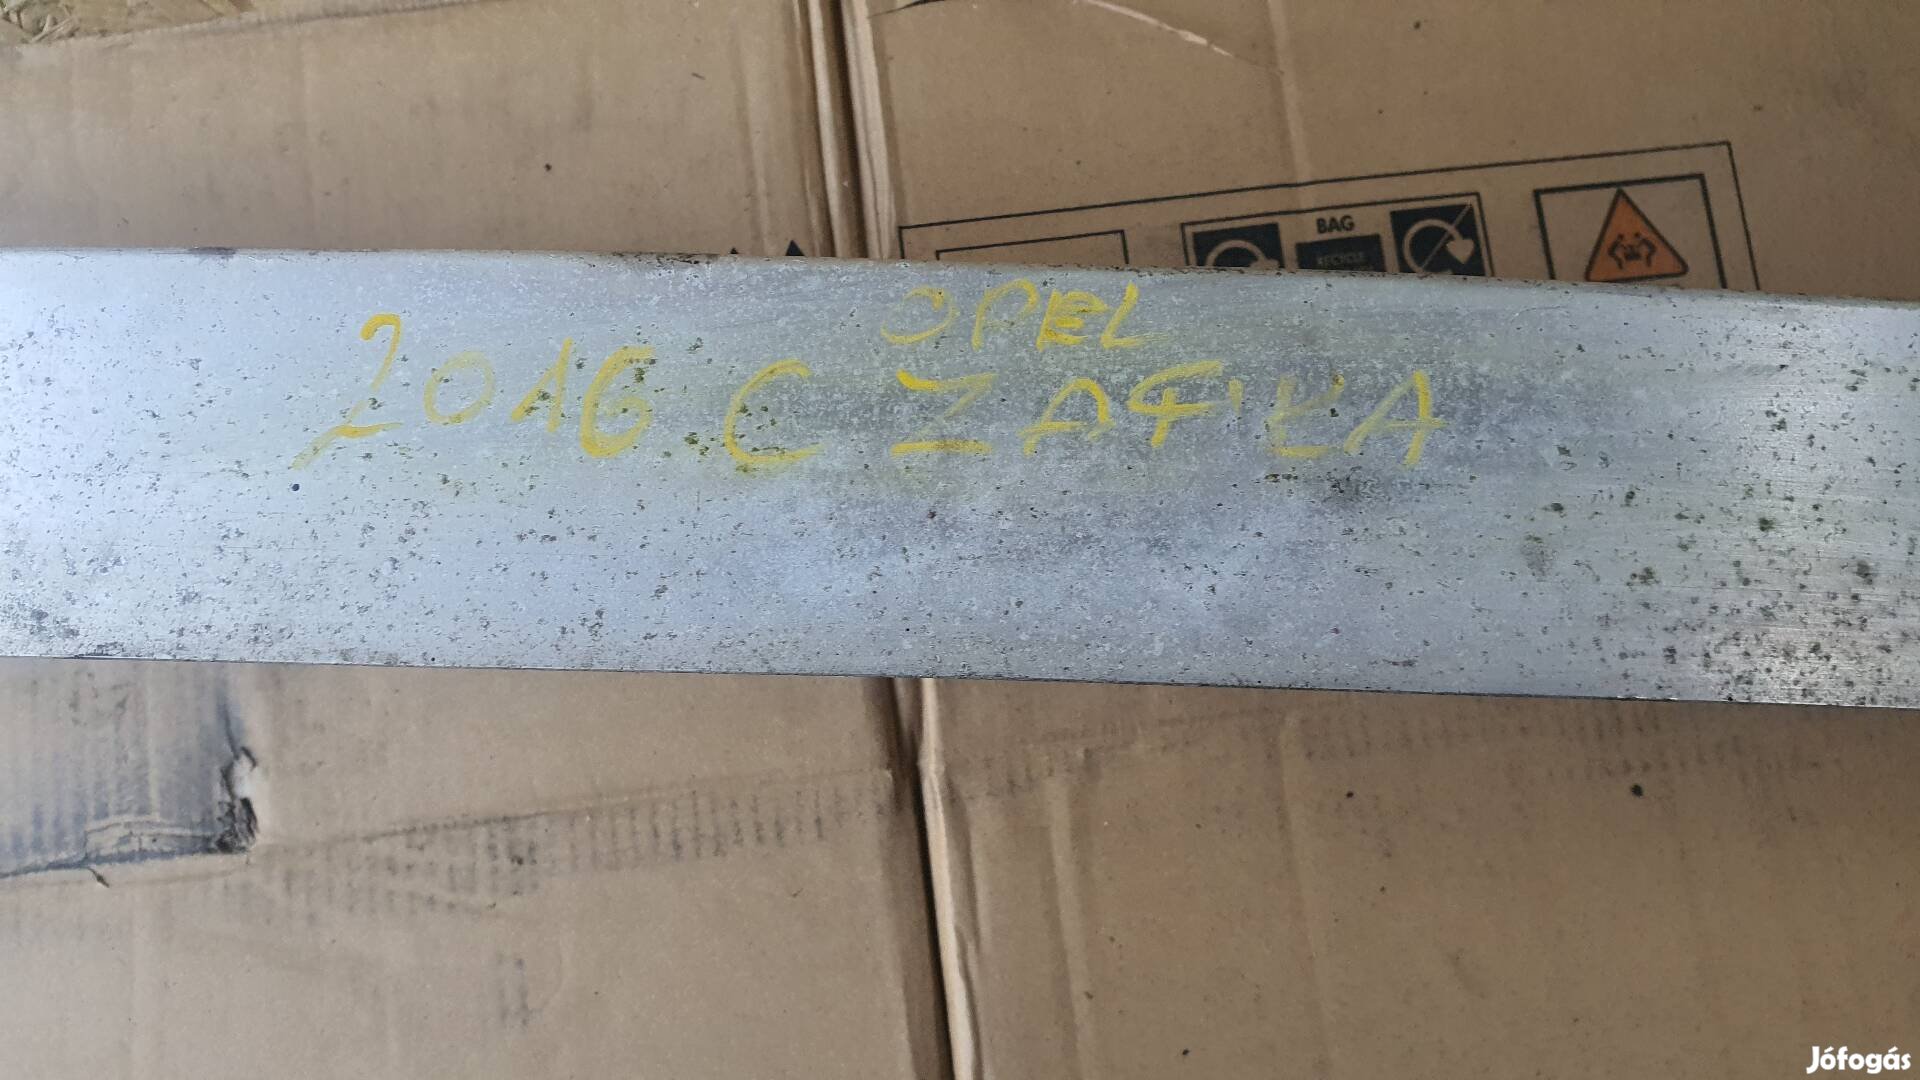 BAG
RECYCLE
OPEL
2016 C ZAFIRA
Jófogás